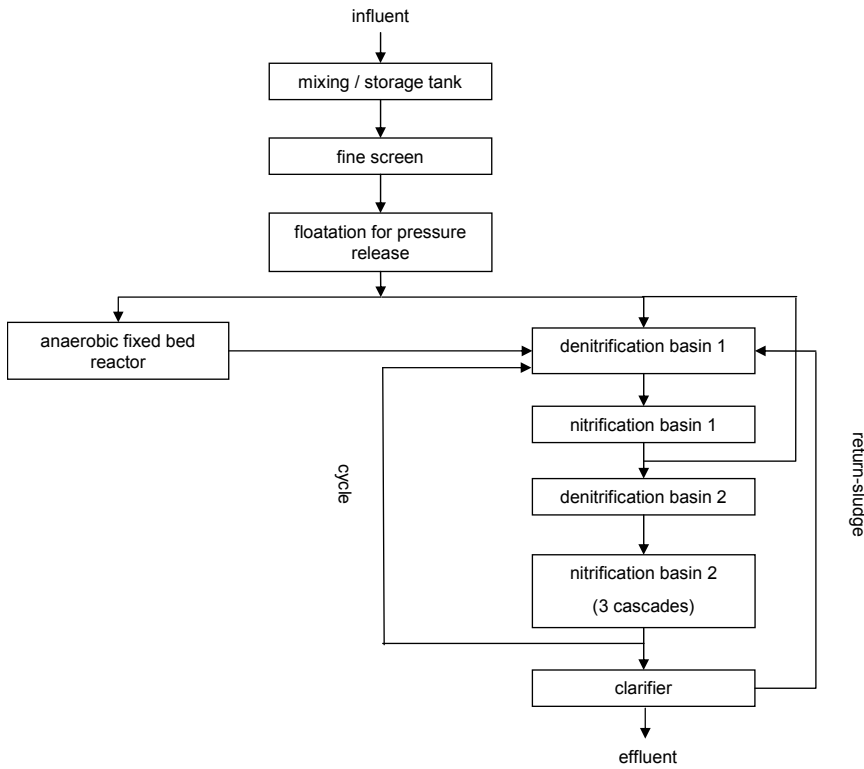 influent
mixing / storage tank
fine screen
floatation for pressure
release
anaerobic fixed bed
reactor
denitrification basin 1
nitrification basin 1
cycle
return-sludge
denitrification basin 2
nitrification basin 2
(3 cascades)
clarifier
effluent